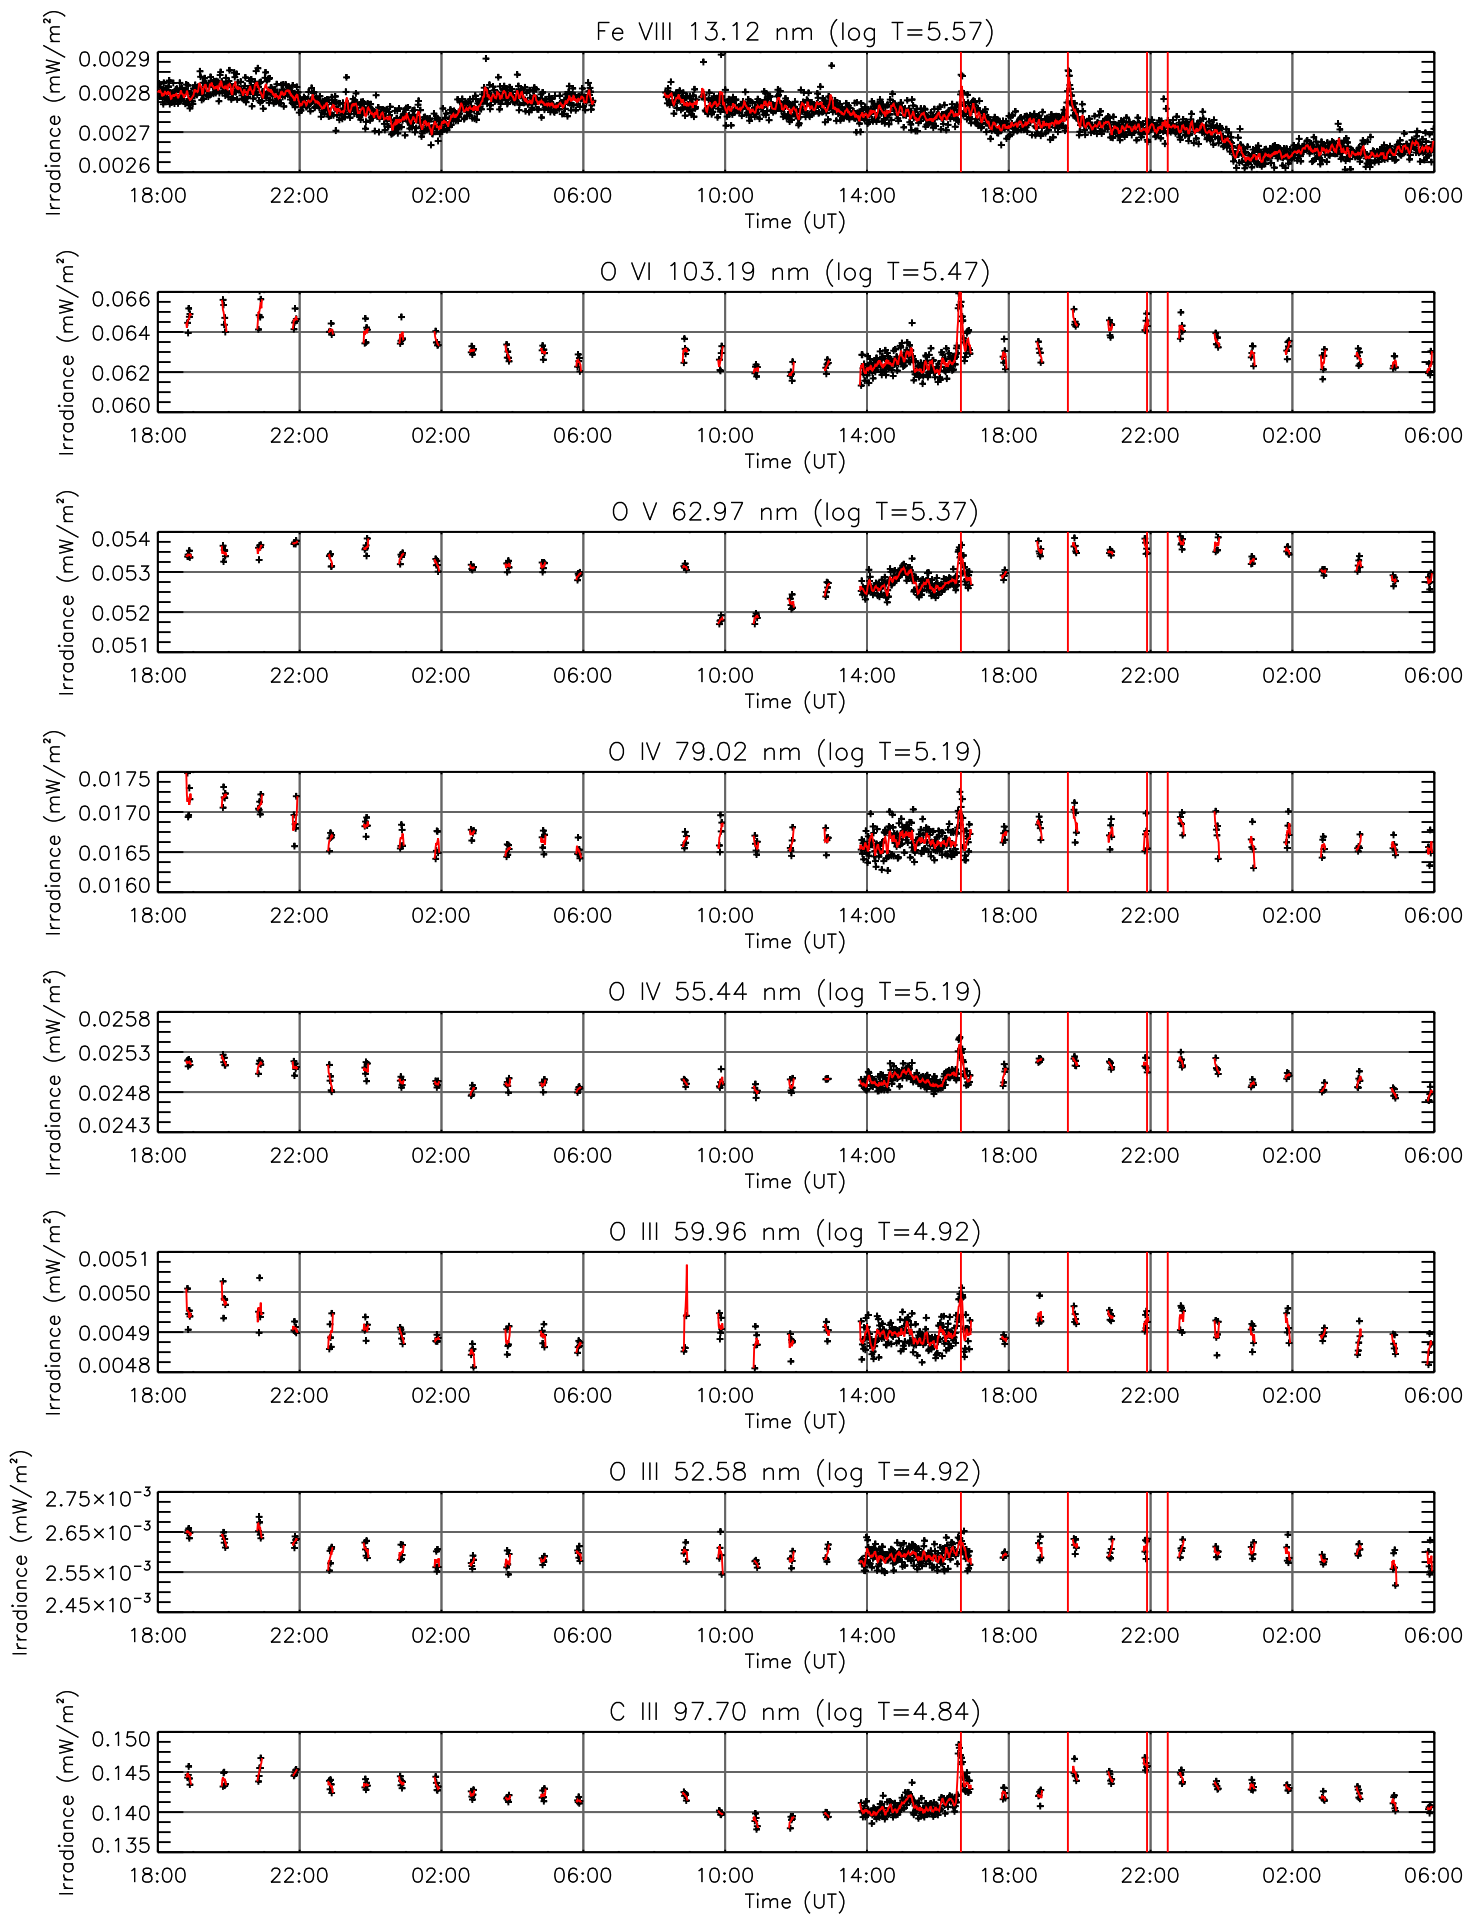 Fe VIII 13.12 nm (log T=5.57)
Irradiance (mW/m²)
0.0029
0.0028
0.0027
0.0026
18:00 22:00 02:00 06:00 10:00 14:00 18:00 22:00 02:00 06:00
Time (UT)
O VI 103.19 nm (log T=5.47)
Irradiance (mW/m²)
0.066
0.064
0.062
0.060
18:00 22:00 02:00 06:00 10:00 14:00 18:00 22:00 02:00 06:00
Time (UT)
O V 62.97 nm (log T=5.37)
Irradiance (mW/m²)
0.054
0.053
0.052
0.051
18:00 22:00 02:00 06:00 10:00 14:00 18:00 22:00 02:00 06:00
Time (UT)
O IV 79.02 nm (log T=5.19)
Irradiance (mW/m²)
0.0175
0.0170
0.0165
0.0160
18:00 22:00 02:00 06:00 10:00 14:00 18:00 22:00 02:00 06:00
Time (UT)
O IV 55.44 nm (log T=5.19)
Irradiance (mW/m²)
0.0258
0.0253
0.0248
0.0243
18:00 22:00 02:00 06:00 10:00 14:00 18:00 22:00 02:00 06:00
Time (UT)
O III 59.96 nm (log T=4.92)
Irradiance (mW/m²)
0.0051
0.0050
0.0049
0.0048
18:00 22:00 02:00 06:00 10:00 14:00 18:00 22:00 02:00 06:00
Time (UT)
O III 52.58 nm (log T=4.92)
Irradiance (mW/m²)
2.75×10⁻³
2.65×10⁻³
2.55×10⁻³
2.45×10⁻³
18:00 22:00 02:00 06:00 10:00 14:00 18:00 22:00 02:00 06:00
Time (UT)
C III 97.70 nm (log T=4.84)
Irradiance (mW/m²)
0.150
0.145
0.140
0.135
18:00 22:00 02:00 06:00 10:00 14:00 18:00 22:00 02:00 06:00
Time (UT)